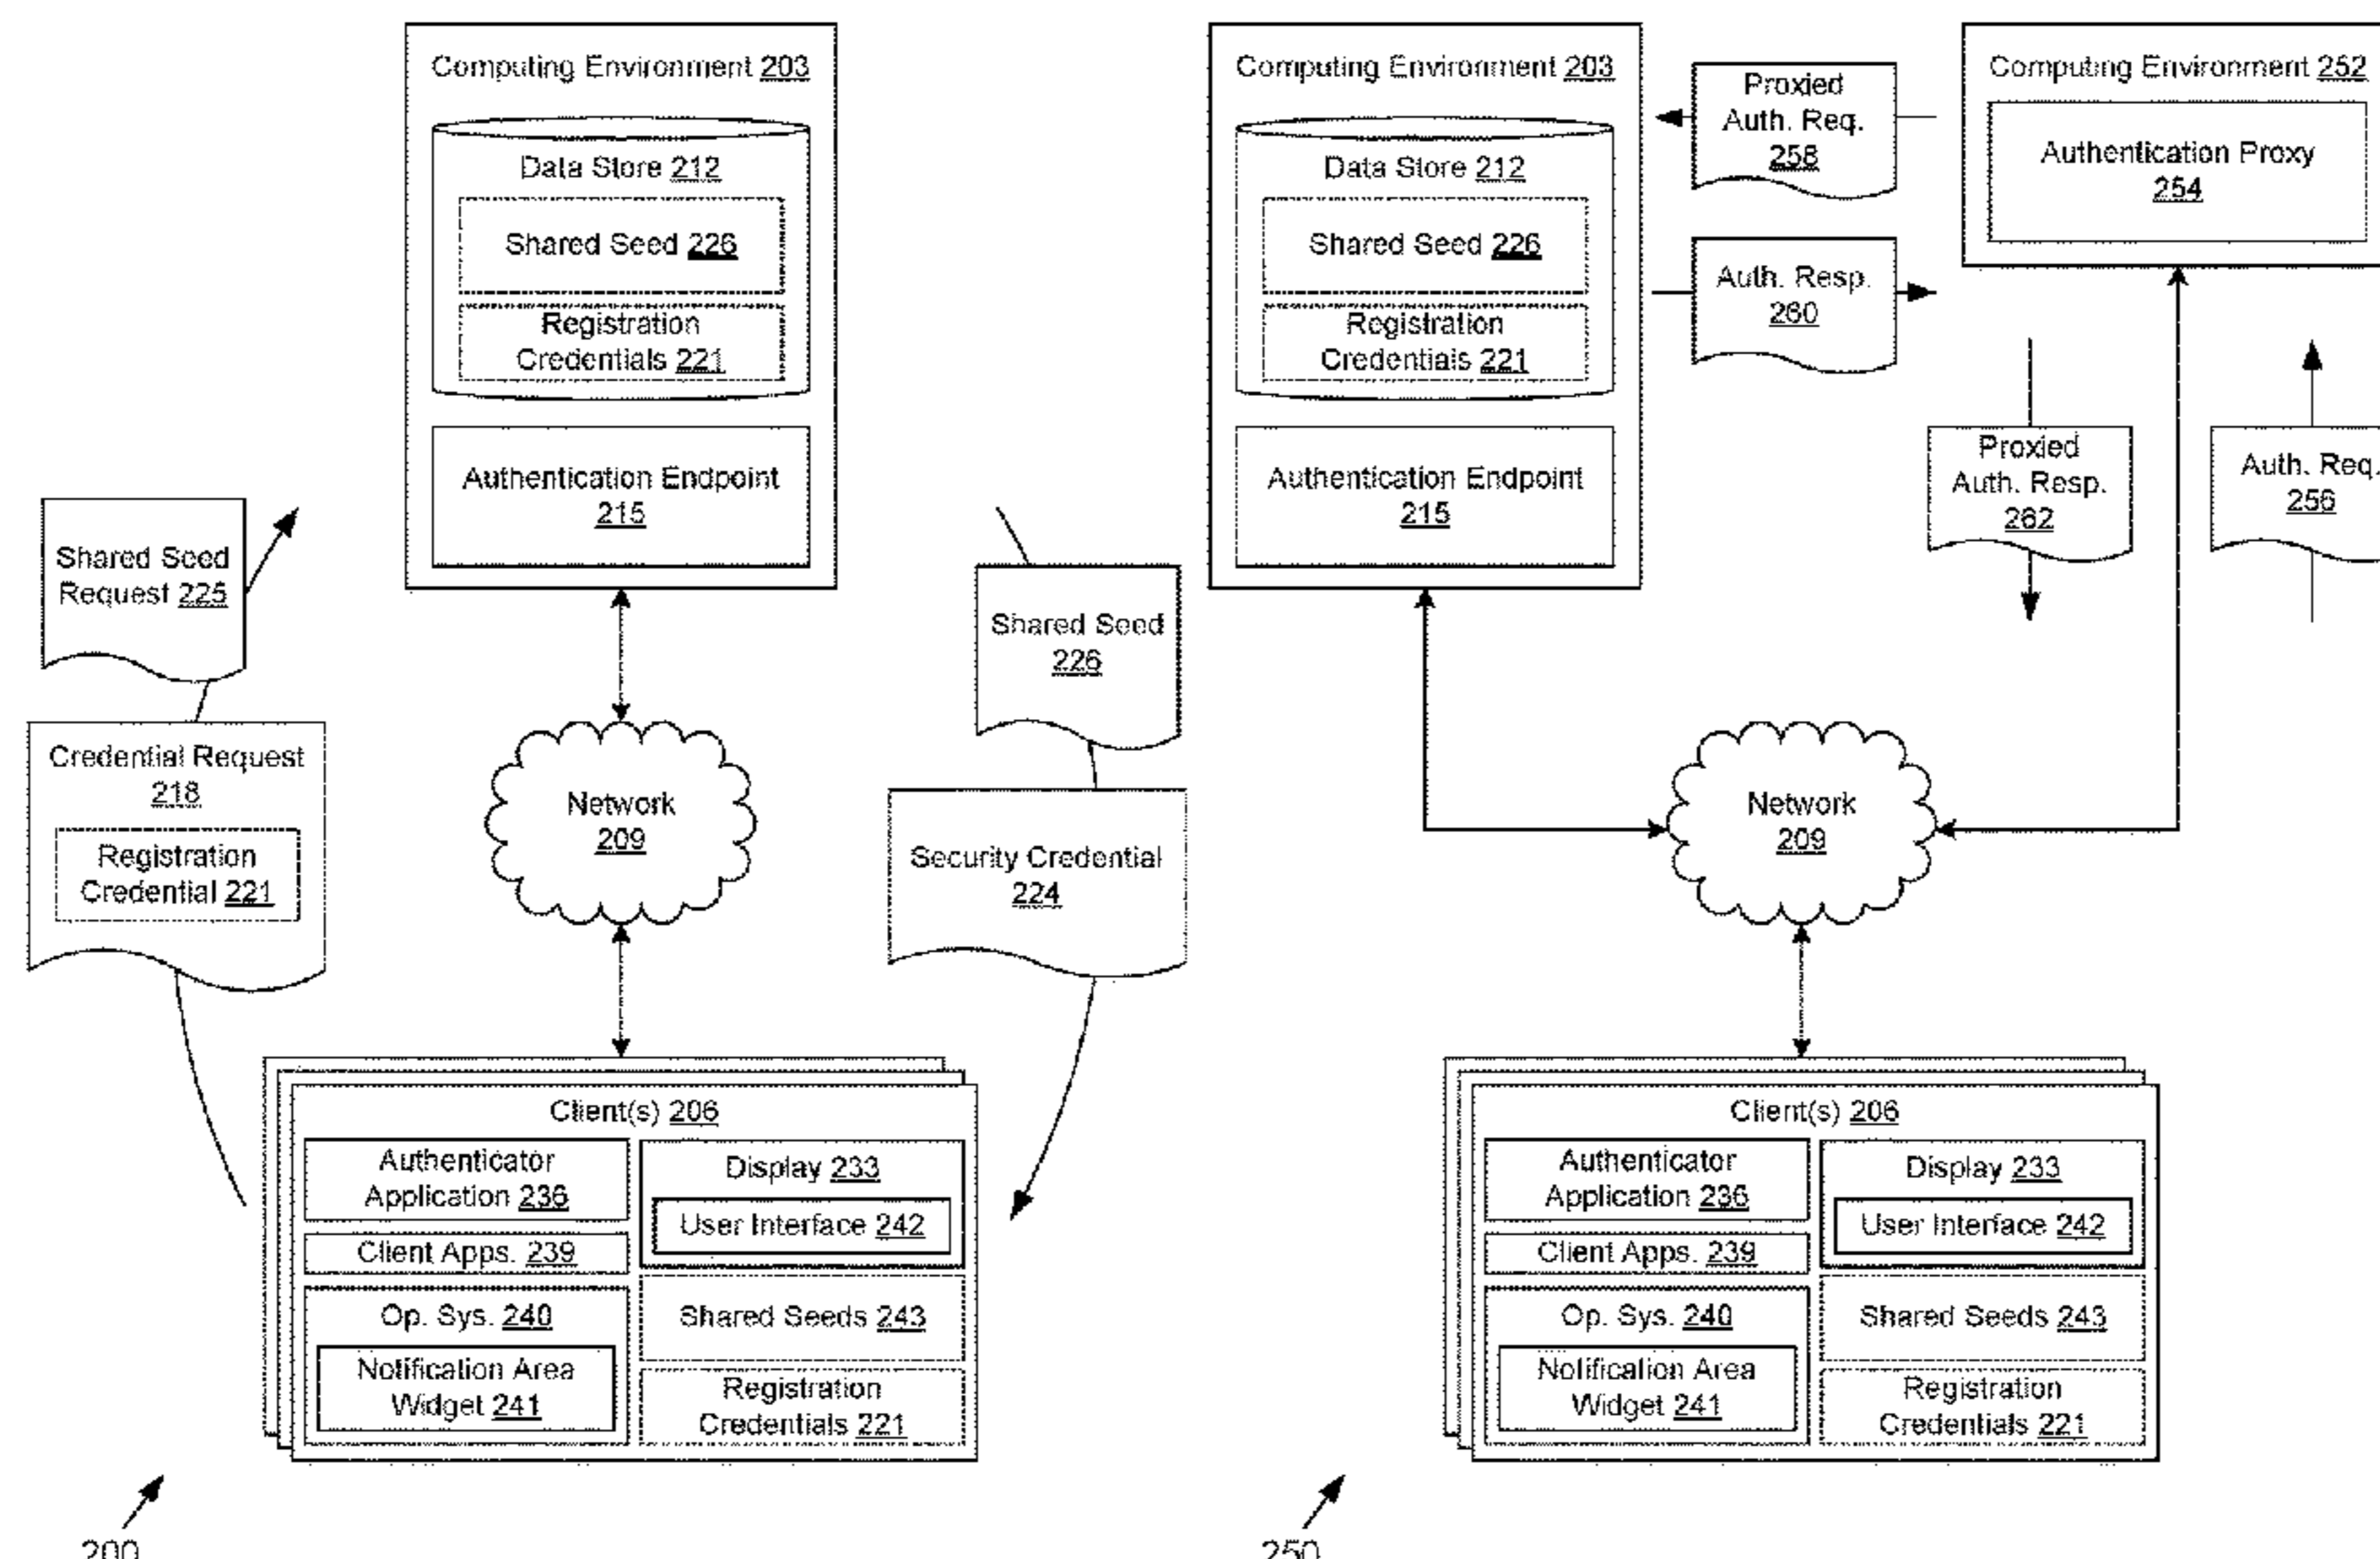 Computing Environment 203
Data Store 212
Shared Seed 226
Registration
Credentials 221
Authentication Endpoint
215
Shared Seed
Request 225
Credential Request
218
Registration
Credential 221
Network
209
Shared Seed
226
Security Credential
224
Client(s) 206
Authenticator
Application 236
Client Apps. 239
Op. Sys. 240
Notification Area
Widget 241
Display 233
User Interface 242
Shared Seeds 243
Registration
Credentials 221
200
Computing Environment 203
Data Store 212
Shared Seed 226
Registration
Credentials 221
Authentication Endpoint
215
Proxied
Auth. Req.
258
Auth. Resp.
260
Computing Environment 252
Authentication Proxy
254
Proxied
Auth. Resp.
262
Auth. Req.
256
Network
209
Client(s) 206
Authenticator
Application 236
Client Apps. 239
Op. Sys. 240
Notification Area
Widget 241
Display 233
User Interface 242
Shared Seeds 243
Registration
Credentials 221
250